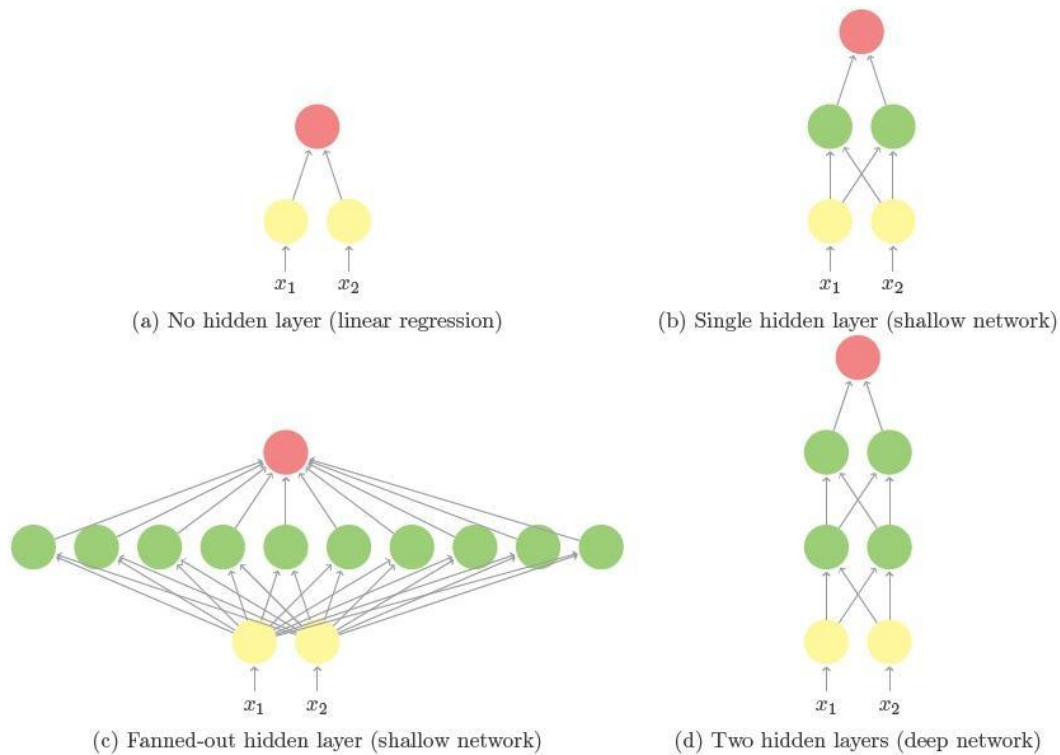 x₁ x₂
(a) No hidden layer (linear regression)
x₁ x₂
(b) Single hidden layer (shallow network)
x₁ x₂
(c) Fanned-out hidden layer (shallow network)
x₁ x₂
(d) Two hidden layers (deep network)